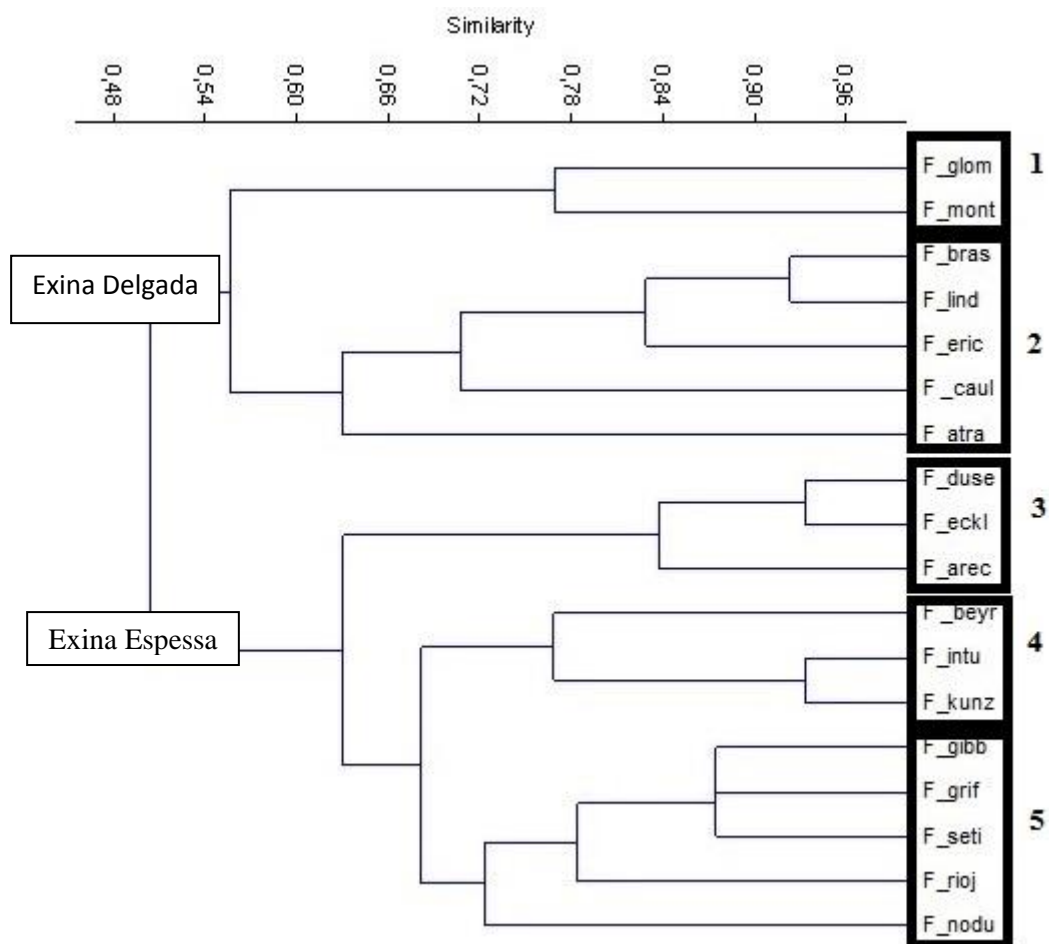 Similarity
0,48 0,54 0,60 0,66 0,72 0,78 0,84 0,90 0,96
F_glom
1
F_mont
F_bras
Exina Delgada
F_lind
F_eric
2
F_caul
F_atra
F_duse
3
F_eckl
F_arec
F_beyr
Exina Espessa
4
F_intu
F_kunz
F_gibb
F_grif
5
F_seti
F_rioj
F_nodu